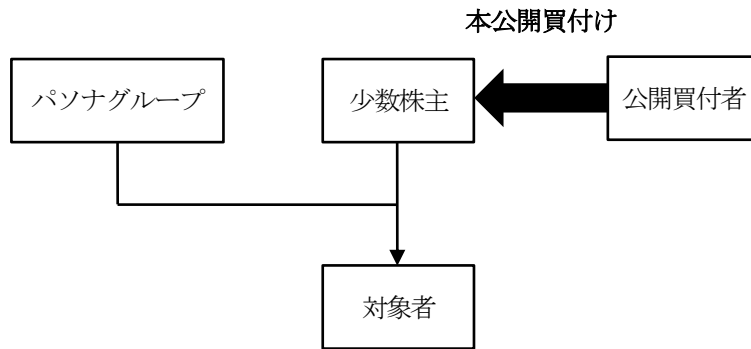 本公開買付け
パソナグループ
少数株主
公開買付者
対象者